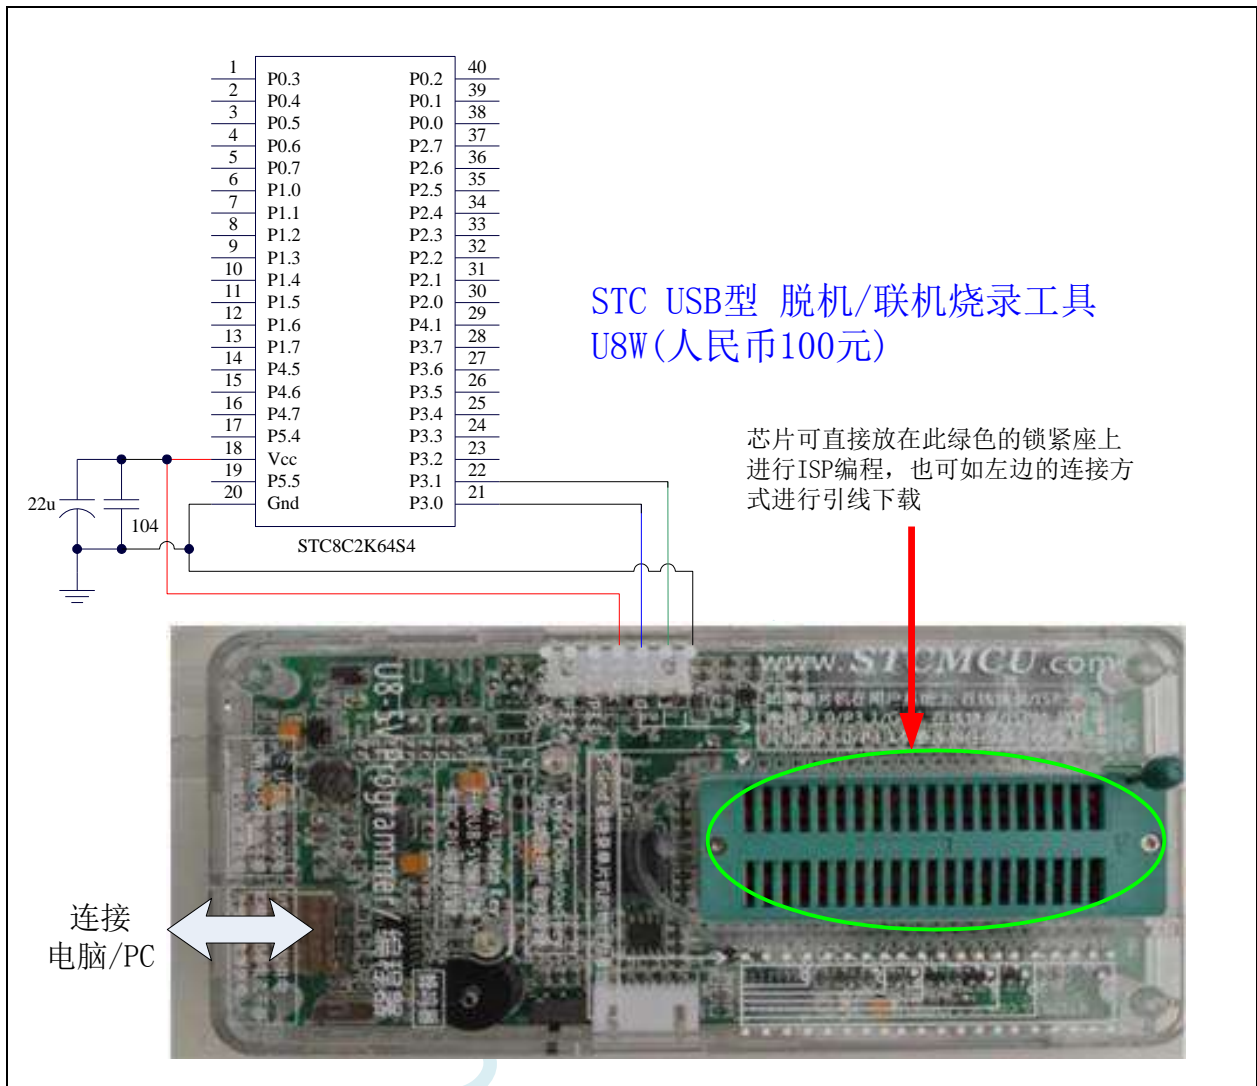 1 P0.3 P0.2 40
2 P0.4 P0.1 39
3 P0.5 P0.0 38
4 P0.6 P2.7 37
5 P0.7 P2.6 36
6 P1.0 P2.5 35
7 P1.1 P2.4 34
8 P1.2 P2.3 33
9 P1.3 P2.2 32
10 P1.4 P2.1 31
11 P1.5 P2.0 30
12 P1.6 P4.1 29
13 P1.7 P3.7 28
14 P4.5 P3.6 27
15 P4.6 P3.5 26
16 P4.7 P3.4 25
17 P5.4 P3.3 24
18 Vcc P3.2 23
19 P5.5 P3.1 22
20 Gnd P3.0 21
22u
104
STC8C2K64S4
STC USB型 脱机/联机烧录工具
U8W(人民币100元)
芯片可直接放在此绿色的锁紧座上
进行ISP编程，也可如左边的连接方
式进行引线下载
www.STCMCU.com
连接
电脑/PC